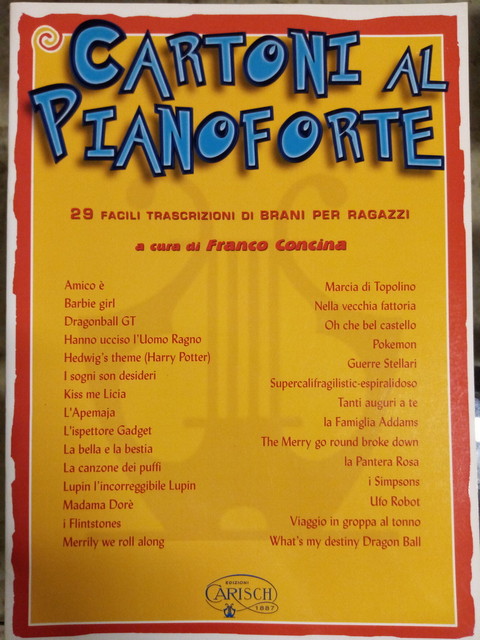 CARTONI AL
PIANOFORTE
29 FACILI TRASCRIZIONI DI BRANI PER RAGAZZI
a cura di Franco Concina
Amico è
Barbie girl
Dragonball GT
Hanno ucciso l'Uomo Ragno
Hedwig's theme (Harry Potter)
I sogni son desideri
Kiss me Licia
L'Apemaja
L'ispettore Gadget
La bella e la bestia
La canzone dei puffi
Lupin l'incorreggibile Lupin
Madama Dorè
i Flintstones
Merrily we roll along
Marcia di Topolino
Nella vecchia fattoria
Oh che bel castello
Pokemon
Guerre Stellari
Supercalifragilistic-espiralidoso
Tanti auguri a te
la Famiglia Addams
The Merry go round broke down
la Pantera Rosa
i Simpsons
Ufo Robot
Viaggio in groppa al tonno
What's my destiny Dragon Ball
EDIZIONI
CARISCH
1887